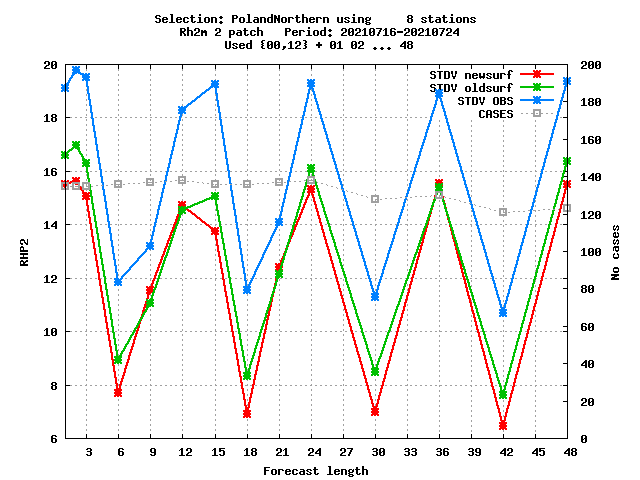 Selection: PolandNorthern using     8 stations
Rh2m 2 patch   Period: 20210716-20210724
Used {00,12} + 01 02 ... 48
STDV newsurf
STDV oldsurf
STDV OBS
CASES
20
18
16
14
12
10
8
6
RHP2
200
180
160
140
120
100
80
60
40
20
0
No cases
3 6 9 12 15 18 21 24 27 30 33 36 39 42 45 48
Forecast length